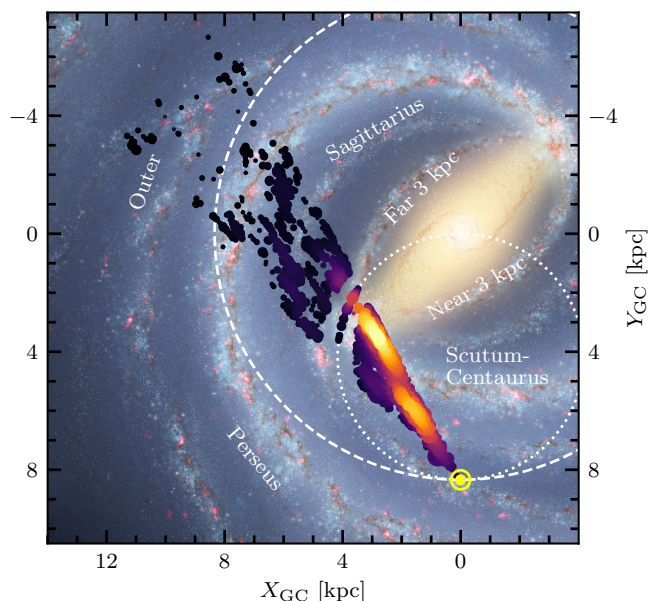 −4
0
4
8
−4
0
4
8
Y_GC [kpc]
Sagittarius
Outer
Far 3 kpc
Near 3 kpc
Scutum-
Centaurus
Perseus
12
8
4
0
X_GC [kpc]